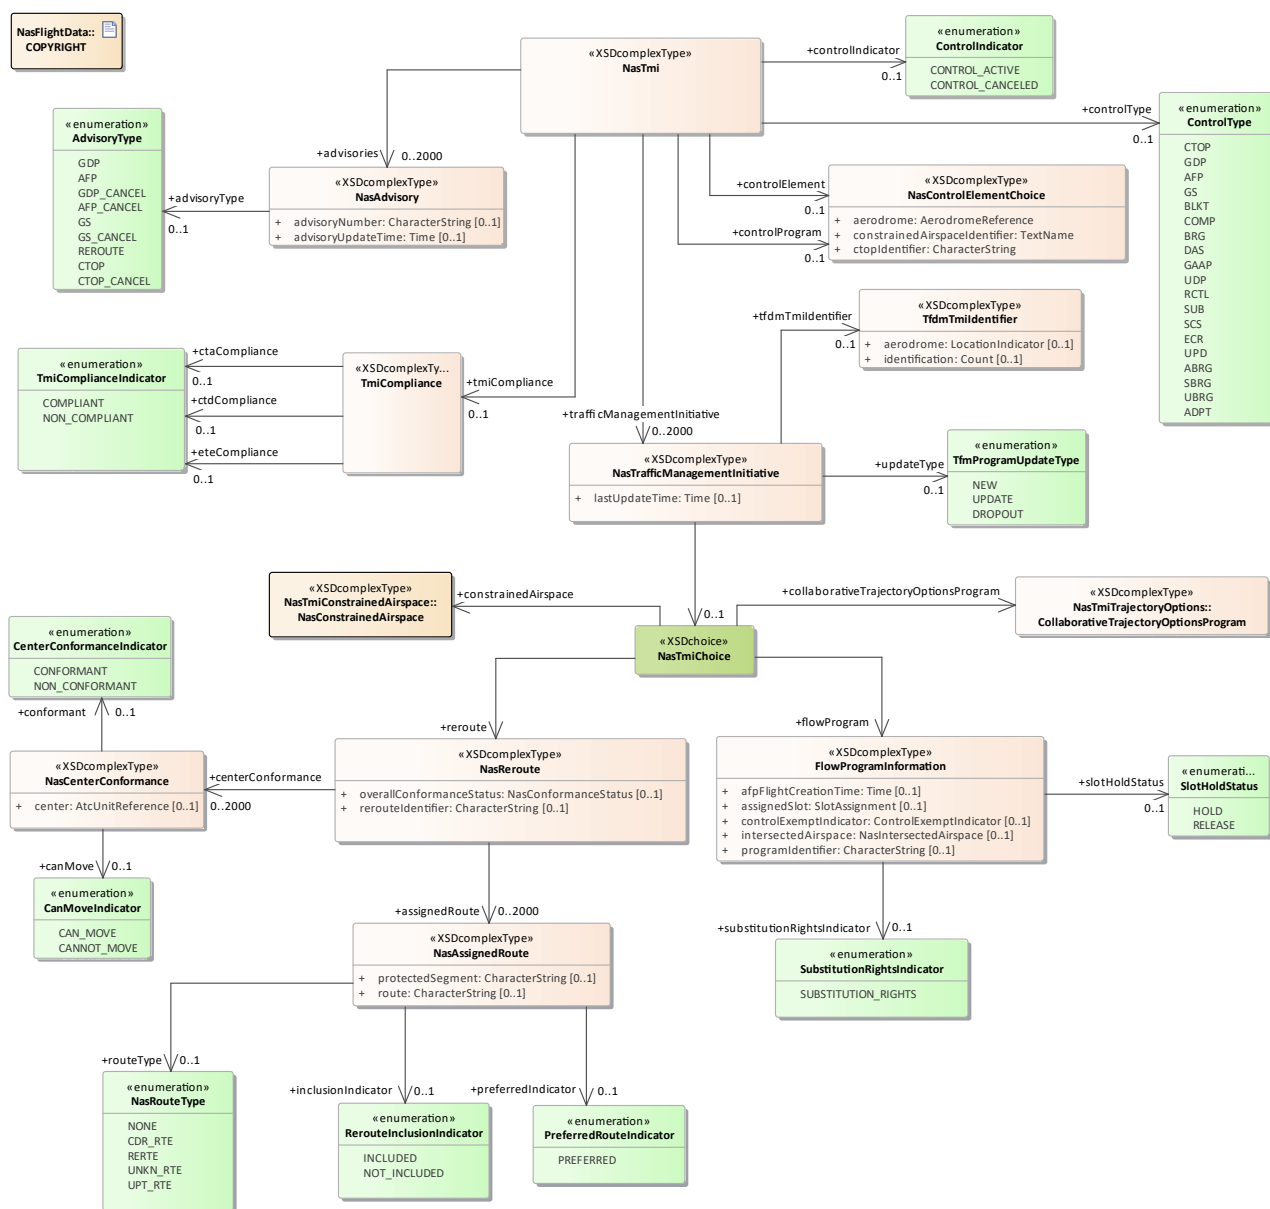 NasFlightData::
COPYRIGHT
«XSDcomplexType»
NasTmi
+controlIndicator
0..1
«enumeration»
ControlIndicator
CONTROL_ACTIVE
CONTROL_CANCELED
+controlType
0..1
«enumeration»
ControlType
CTOP
GDP
AFP
GS
BLKT
COMP
BRG
DAS
GAAP
UDP
RCTL
SUB
SCS
ECR
UPD
ABRG
SBRG
UBRG
ADPT
«enumeration»
AdvisoryType
GDP
AFP
GDP_CANCEL
AFP_CANCEL
GS
GS_CANCEL
REROUTE
CTOP
CTOP_CANCEL
+advisories
0..2000
+advisoryType
0..1
«XSDcomplexType»
NasAdvisory
+ advisoryNumber: CharacterString [0..1]
+ advisoryUpdateTime: Time [0..1]
+controlElement
0..1
+controlProgram
0..1
«XSDcomplexType»
NasControlElementChoice
+ aerodrome: AerodromeReference
+ constrainedAirspaceIdentifier: TextName
+ ctopIdentifier: CharacterString
+tfdmTmiIdentifier
0..1
«XSDcomplexType»
TfdmTmiIdentifier
+ aerodrome: LocationIndicator [0..1]
+ identification: Count [0..1]
«enumeration»
TmiComplianceIndicator
COMPLIANT
NON_COMPLIANT
+ctaCompliance
0..1
+ctdCompliance
0..1
+eteCompliance
0..1
«XSDcomplexTy...
TmiCompliance
+tmiCompliance
0..1
+trafficManagementInitiative
0..2000
«XSDcomplexType»
NasTrafficManagementInitiative
+ lastUpdateTime: Time [0..1]
+updateType
0..1
«enumeration»
TfmProgramUpdateType
NEW
UPDATE
DROPOUT
«XSDcomplexType»
NasTmiConstrainedAirspace::
NasConstrainedAirspace
+constrainedAirspace
0..1
+collaborativeTrajectoryOptionsProgram
«XSDcomplexType»
NasTmiTrajectoryOptions::
CollaborativeTrajectoryOptionsProgram
«XSDchoice»
NasTmiChoice
«enumeration»
CenterConformanceIndicator
CONFORMANT
NON_CONFORMANT
+conformant
0..1
+reroute
+flowProgram
«XSDcomplexType»
NasCenterConformance
+ center: AtcUnitReference [0..1]
+centerConformance
0..2000
«XSDcomplexType»
NasReroute
+ overallConformanceStatus: NasConformanceStatus [0..1]
+ rerouteIdentifier: CharacterString [0..1]
«XSDcomplexType»
FlowProgramInformation
+ afpFlightCreationTime: Time [0..1]
+ assignedSlot: SlotAssignment [0..1]
+ controlExemptIndicator: ControlExemptIndicator [0..1]
+ intersectedAirspace: NasIntersectedAirspace [0..1]
+ programIdentifier: CharacterString [0..1]
+slotHoldStatus
0..1
«enumerati...
SlotHoldStatus
HOLD
RELEASE
+canMove
0..1
«enumeration»
CanMoveIndicator
CAN_MOVE
CANNOT_MOVE
+assignedRoute
0..2000
«XSDcomplexType»
NasAssignedRoute
+ protectedSegment: CharacterString [0..1]
+ route: CharacterString [0..1]
+substitutionRightsIndicator
0..1
«enumeration»
SubstitutionRightsIndicator
SUBSTITUTION_RIGHTS
+routeType
0..1
«enumeration»
NasRouteType
NONE
CDR_RTE
RERTE
UNKN_RTE
UPT_RTE
+inclusionIndicator
0..1
«enumeration»
RerouteInclusionIndicator
INCLUDED
NOT_INCLUDED
+preferredIndicator
0..1
«enumeration»
PreferredRouteIndicator
PREFERRED